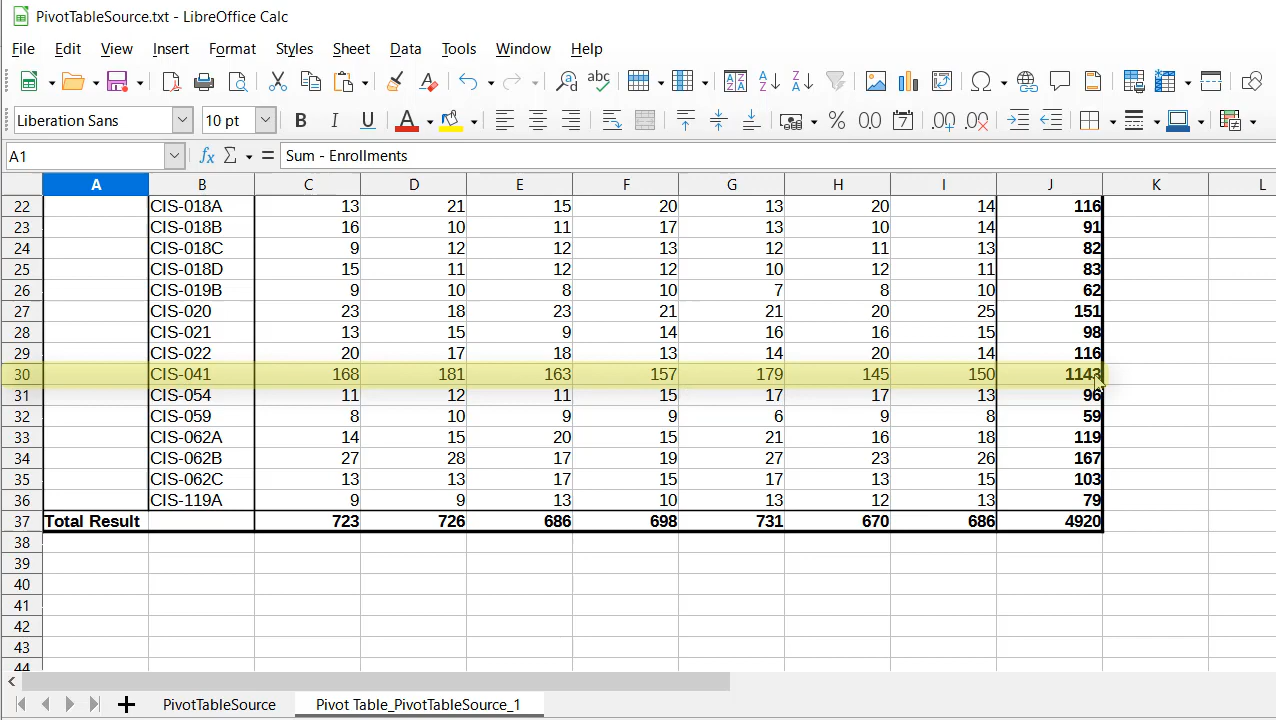 PivotTableSource.txt - LibreOffice Calc
File Edit View Insert Format Styles Sheet Data Tools Window Help
Liberation Sans 10 pt
A1 Sum - Enrollments
A B C D E F G H I J K L
22 CIS-018A 13 21 15 20 13 20 14 116
23 CIS-018B 16 10 11 17 13 10 14 91
24 CIS-018C 9 12 12 13 12 11 13 82
25 CIS-018D 15 11 12 12 10 12 11 83
26 CIS-019B 9 10 8 10 7 8 10 62
27 CIS-020 23 18 23 21 21 20 25 151
28 CIS-021 13 15 9 14 16 16 15 98
29 CIS-022 20 17 18 13 14 20 14 116
30 CIS-041 168 181 163 157 179 145 150 1143
31 CIS-054 11 12 11 15 17 17 13 96
32 CIS-059 8 10 9 9 6 9 8 59
33 CIS-062A 14 15 20 15 21 16 18 119
34 CIS-062B 27 28 17 19 27 23 26 167
35 CIS-062C 13 13 17 15 17 13 15 103
36 CIS-119A 9 9 13 10 13 12 13 79
37 Total Result 723 726 686 698 731 670 686 4920
38
39
40
41
42
43
44
PivotTableSource Pivot Table_PivotTableSource_1